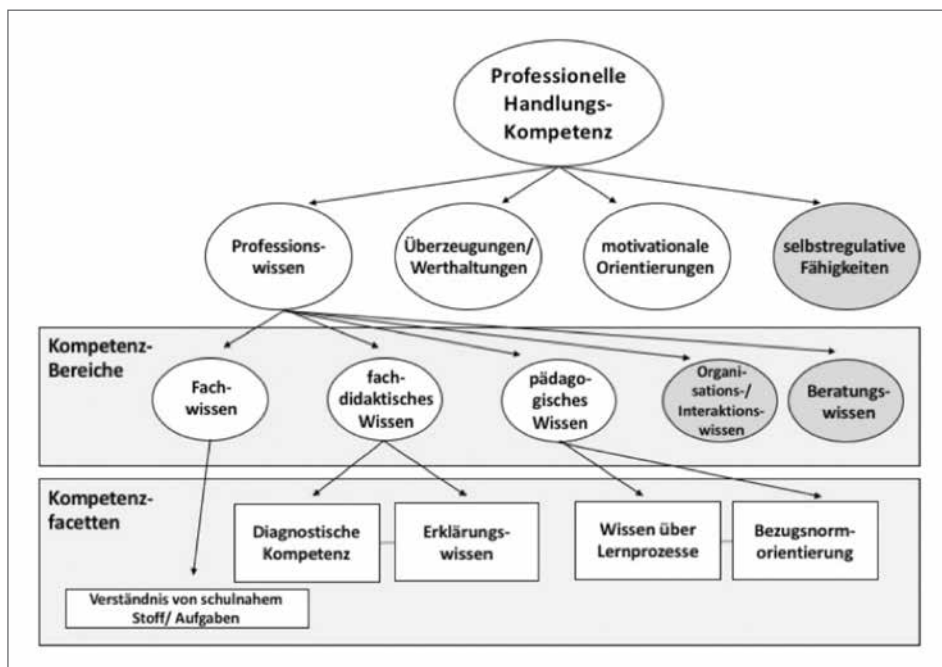 Professionelle
Handlungs-
Kompetenz
Professions-
wissen
Überzeugungen/
Werthaltungen
motivationale
Orientierungen
selbstregulative
Fähigkeiten
Kompetenz-
Bereiche
Fach-
wissen
fach-
didaktisches
Wissen
pädago-
gisches
Wissen
Organi-
sations-/
Interaktions-
wissen
Beratungs-
wissen
Kompetenz-
facetten
Diagnostische
Kompetenz
Erklärungs-
wissen
Wissen über
Lernprozesse
Bezugsnorm-
orientierung
Verständnis von schulnahem
Stoff/ Aufgaben